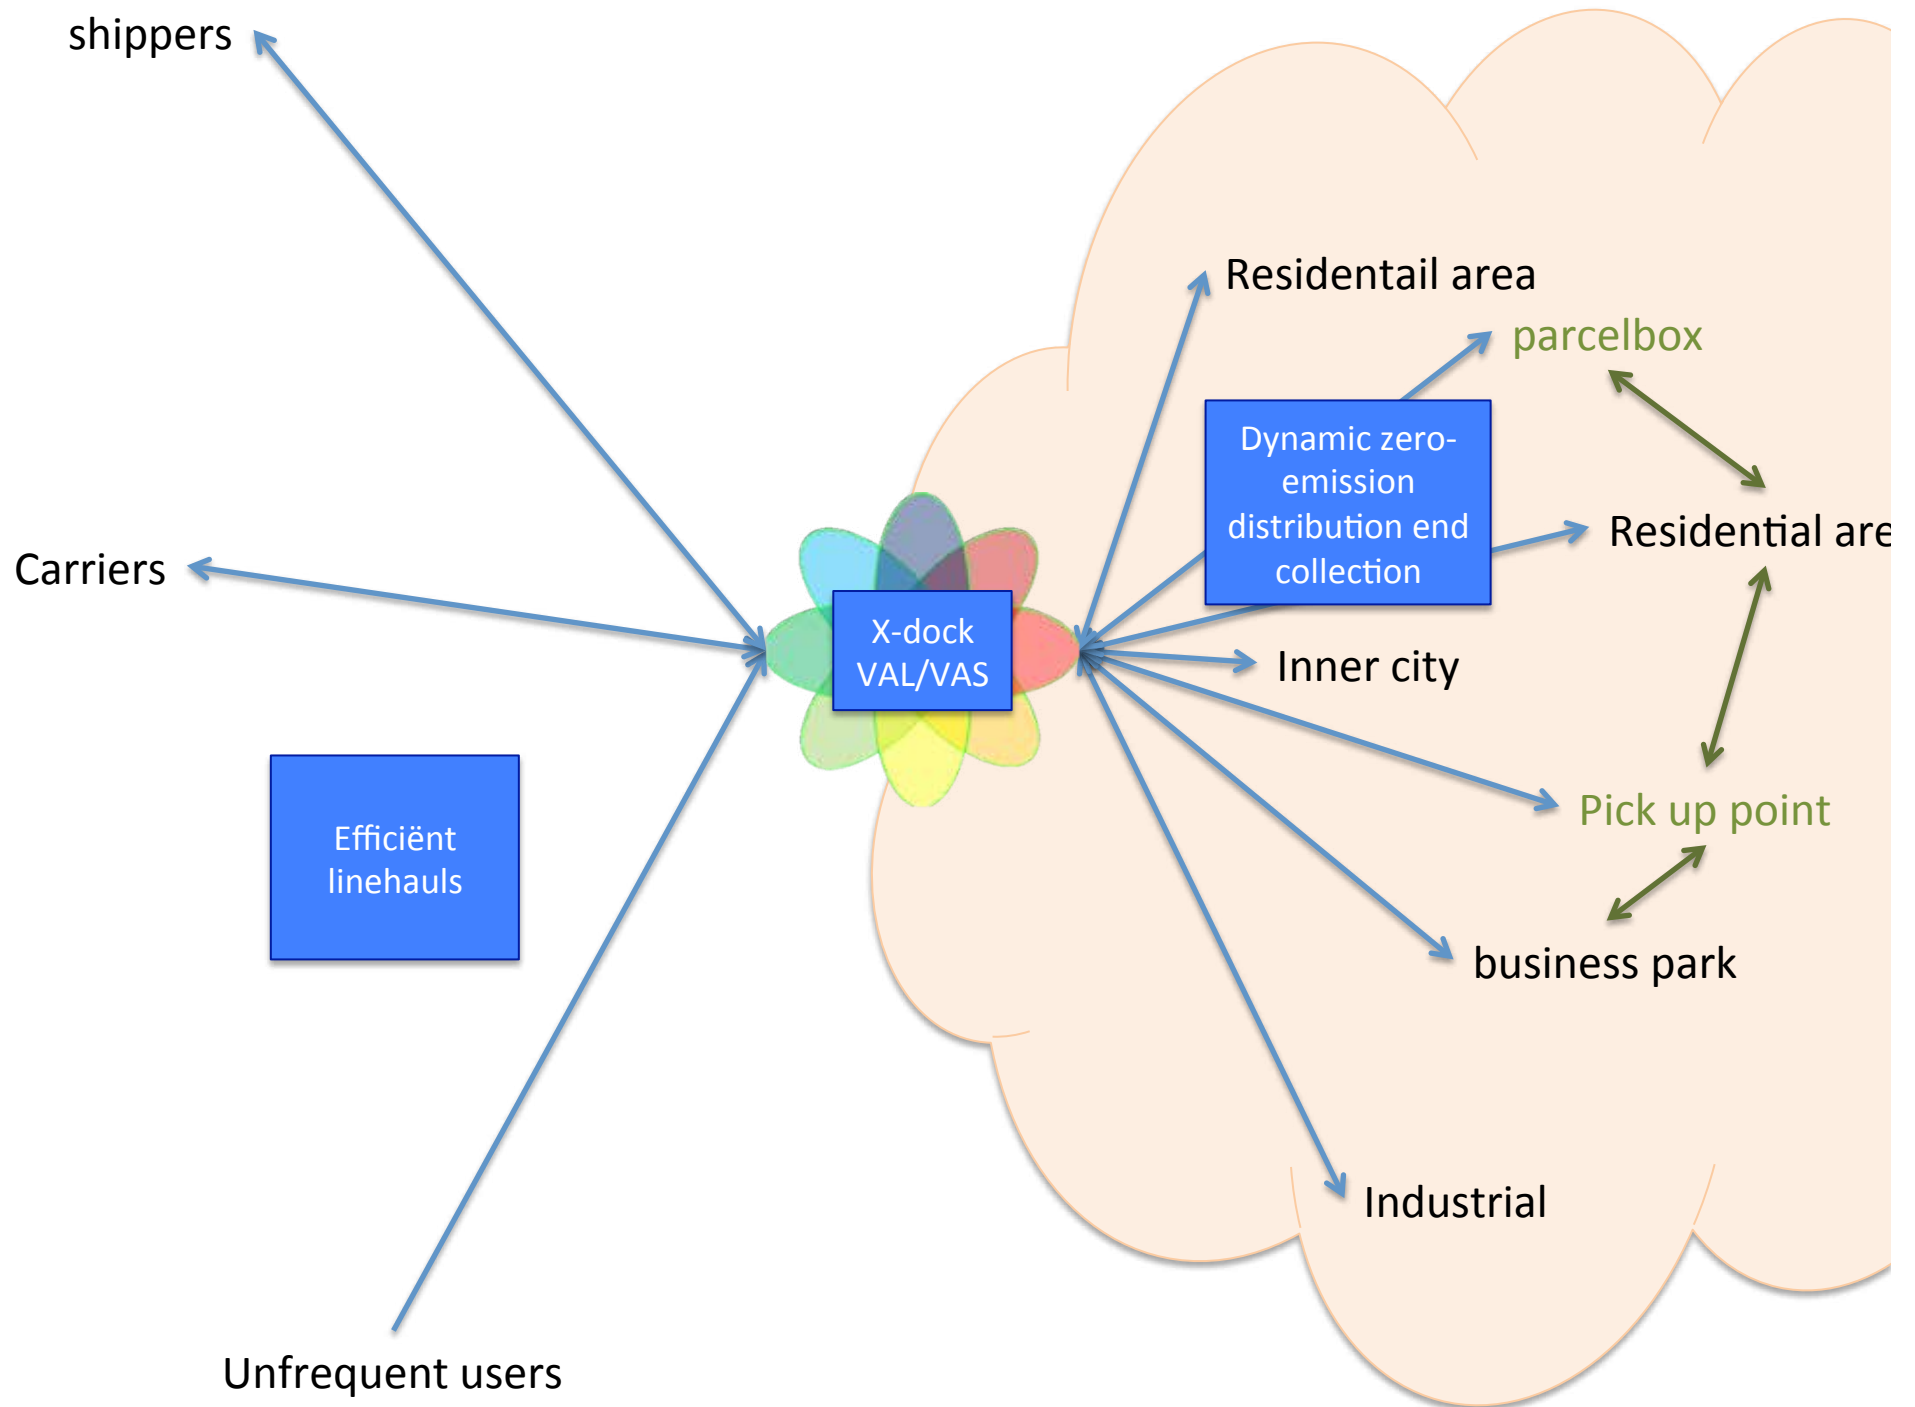 shippers
Residentail area
parcelbox
Dynamic zero-
emission
distribution end
collection
Residential are
Carriers
X-dock
VAL/VAS
Inner city
Pick up point
Efficiënt
linehauls
business park
Industrial
Unfrequent users